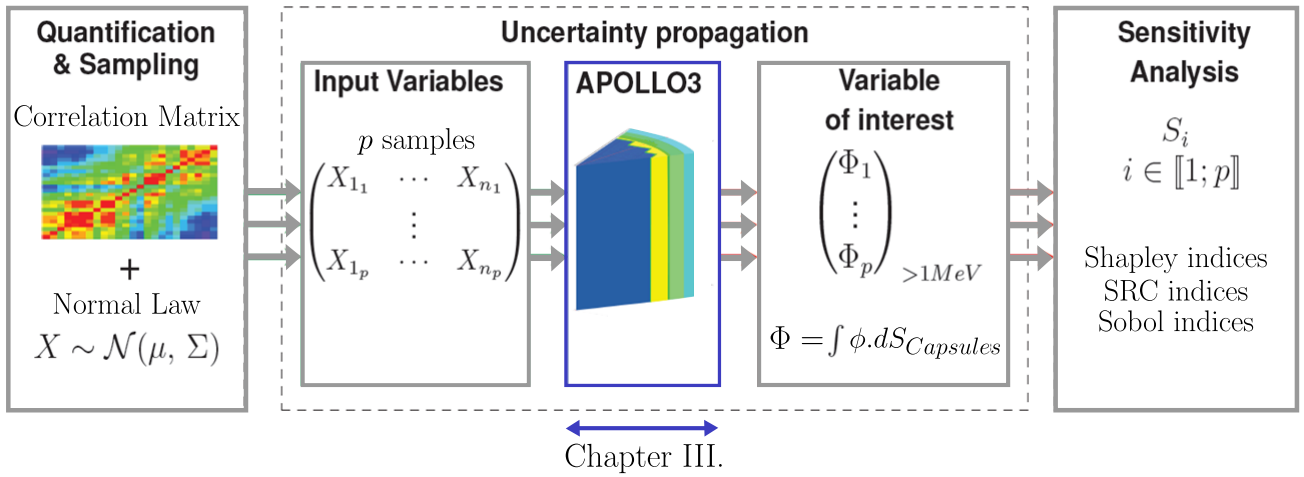 Quantification
& Sampling
Correlation Matrix
+
Normal Law
X ∼ 𝒩(μ, Σ)
Uncertainty propagation
Input Variables
p samples
X_{1_1} ⋯ X_{n_1}
⋮
X_{1_p} ⋯ X_{n_p}
APOLLO3
Variable
of interest
Φ_1
⋮
Φ_p
>1MeV
Φ = ∫ ϕ.dS_{Capsules}
Sensitivity
Analysis
S_i
i ∈ ⟦1; p⟧
Shapley indices
SRC indices
Sobol indices
Chapter III.